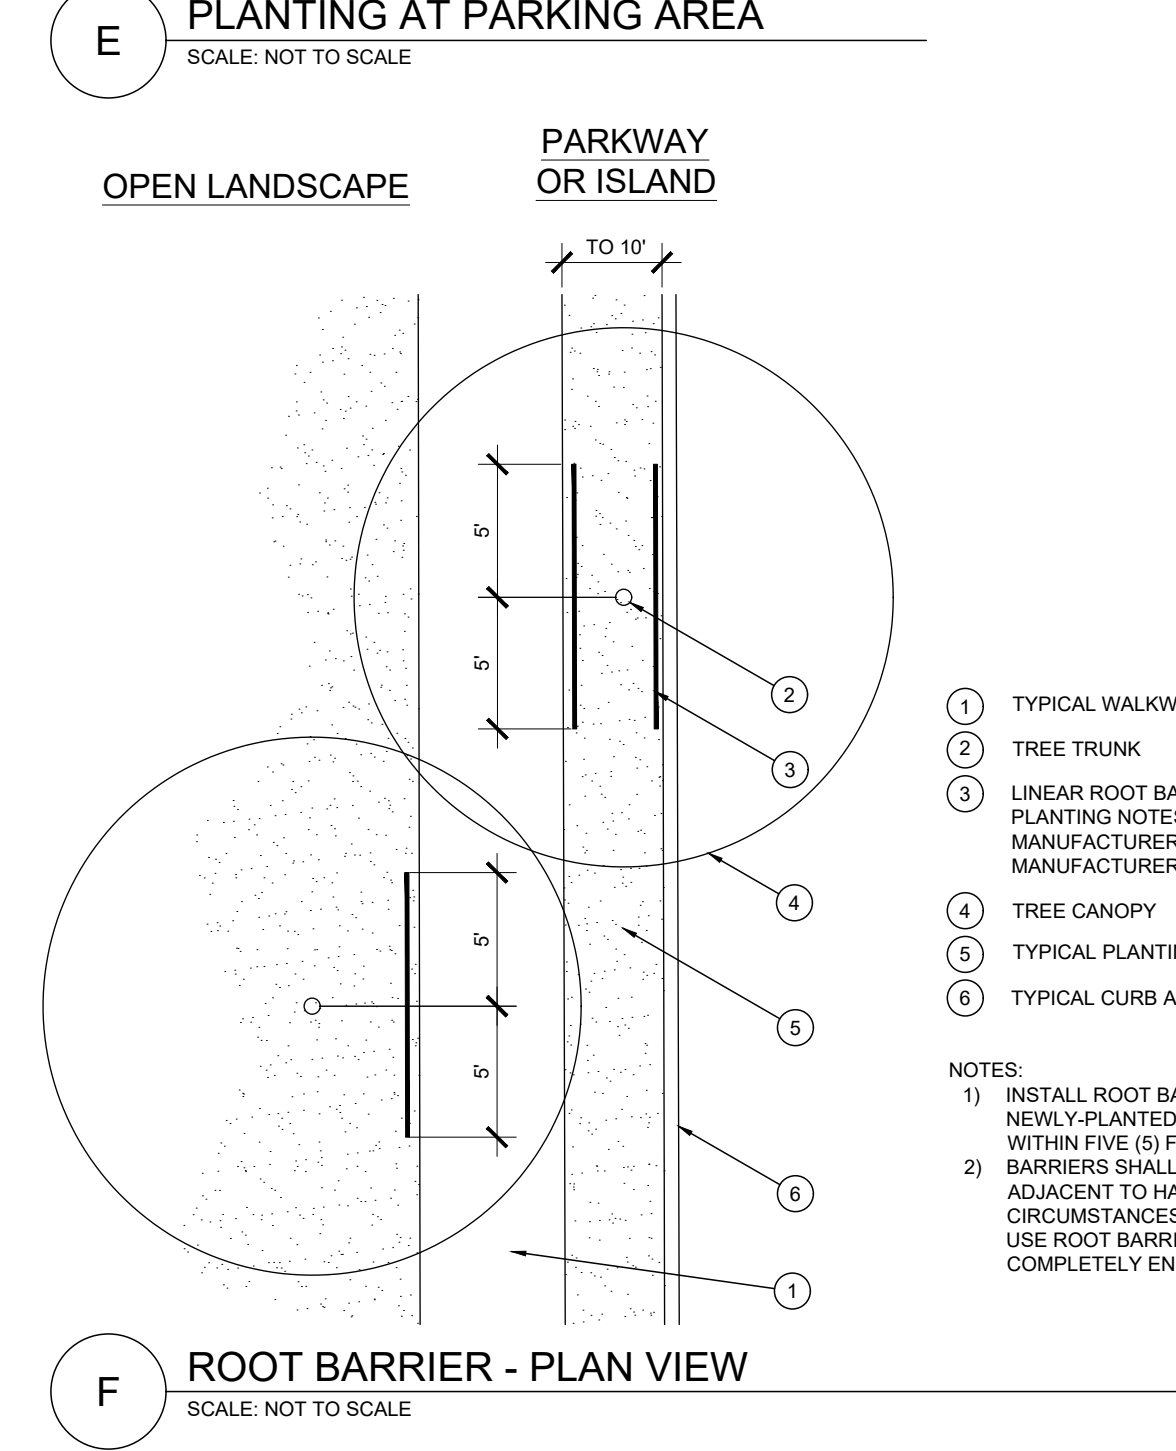 E
PLANTING AT PARKING AREA
SCALE: NOT TO SCALE
OPEN LANDSCAPE
PARKWAY
OR ISLAND
TO 10'
5'
5'
5'
5'
2
3
4
5
6
1
1 TYPICAL WALKW
2 TREE TRUNK
3 LINEAR ROOT BA
PLANTING NOTES
MANUFACTURER
MANUFACTURER
4 TREE CANOPY
5 TYPICAL PLANTI
6 TYPICAL CURB A
NOTES:
1) INSTALL ROOT BA
NEWLY-PLANTED
WITHIN FIVE (5) F
2) BARRIERS SHALL
ADJACENT TO HA
CIRCUMSTANCES
USE ROOT BARRI
COMPLETELY EN
F
ROOT BARRIER - PLAN VIEW
SCALE: NOT TO SCALE